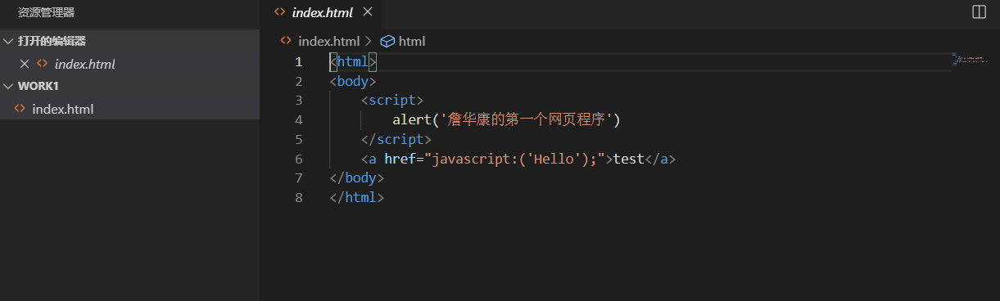 资源管理器
打开的编辑器
index.html
WORK1
index.html
index.html
index.html > html
1 <html>
2 <body>
3     <script>
4         alert('詹华康的第一个网页程序')
5     </script>
6     <a href="javascript:('Hello');">test</a>
7 </body>
8 </html>